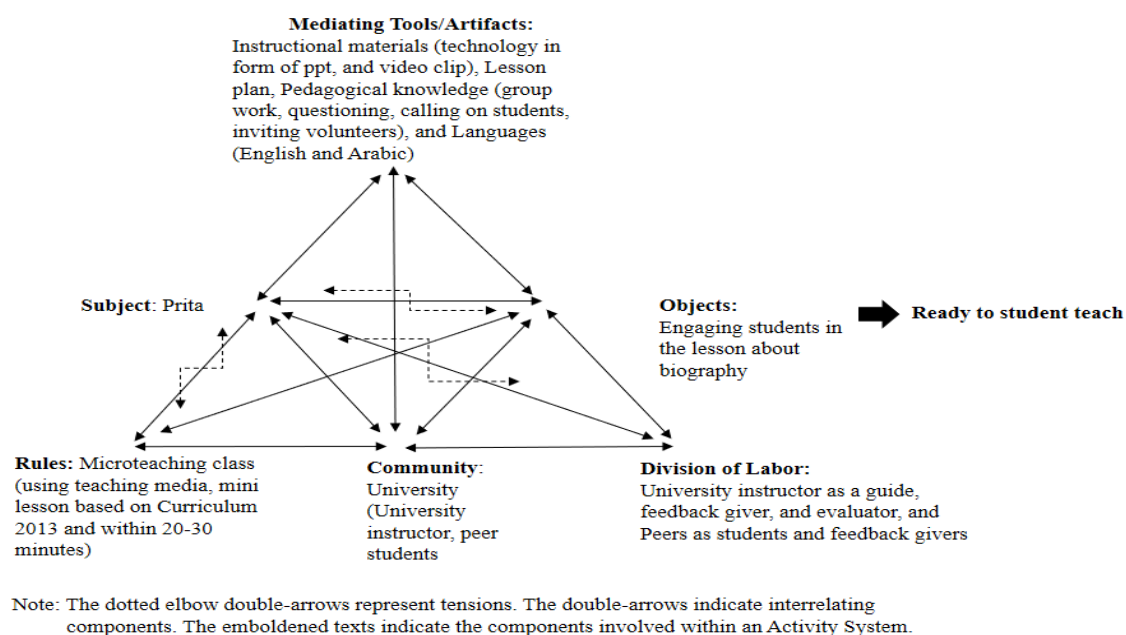 Mediating Tools/Artifacts:
Instructional materials (technology in
form of ppt, and video clip), Lesson
plan, Pedagogical knowledge (group
work, questioning, calling on students,
inviting volunteers), and Languages
(English and Arabic)
Subject: Prita
Objects:
Engaging students in
the lesson about
biography
Ready to student teach
Rules: Microteaching class
(using teaching media, mini
lesson based on Curriculum
2013 and within 20-30
minutes)
Community:
University
(University
instructor, peer
students
Division of Labor:
University instructor as a guide,
feedback giver, and evaluator, and
Peers as students and feedback givers
Note: The dotted elbow double-arrows represent tensions. The double-arrows indicate interrelating
components. The emboldened texts indicate the components involved within an Activity System.